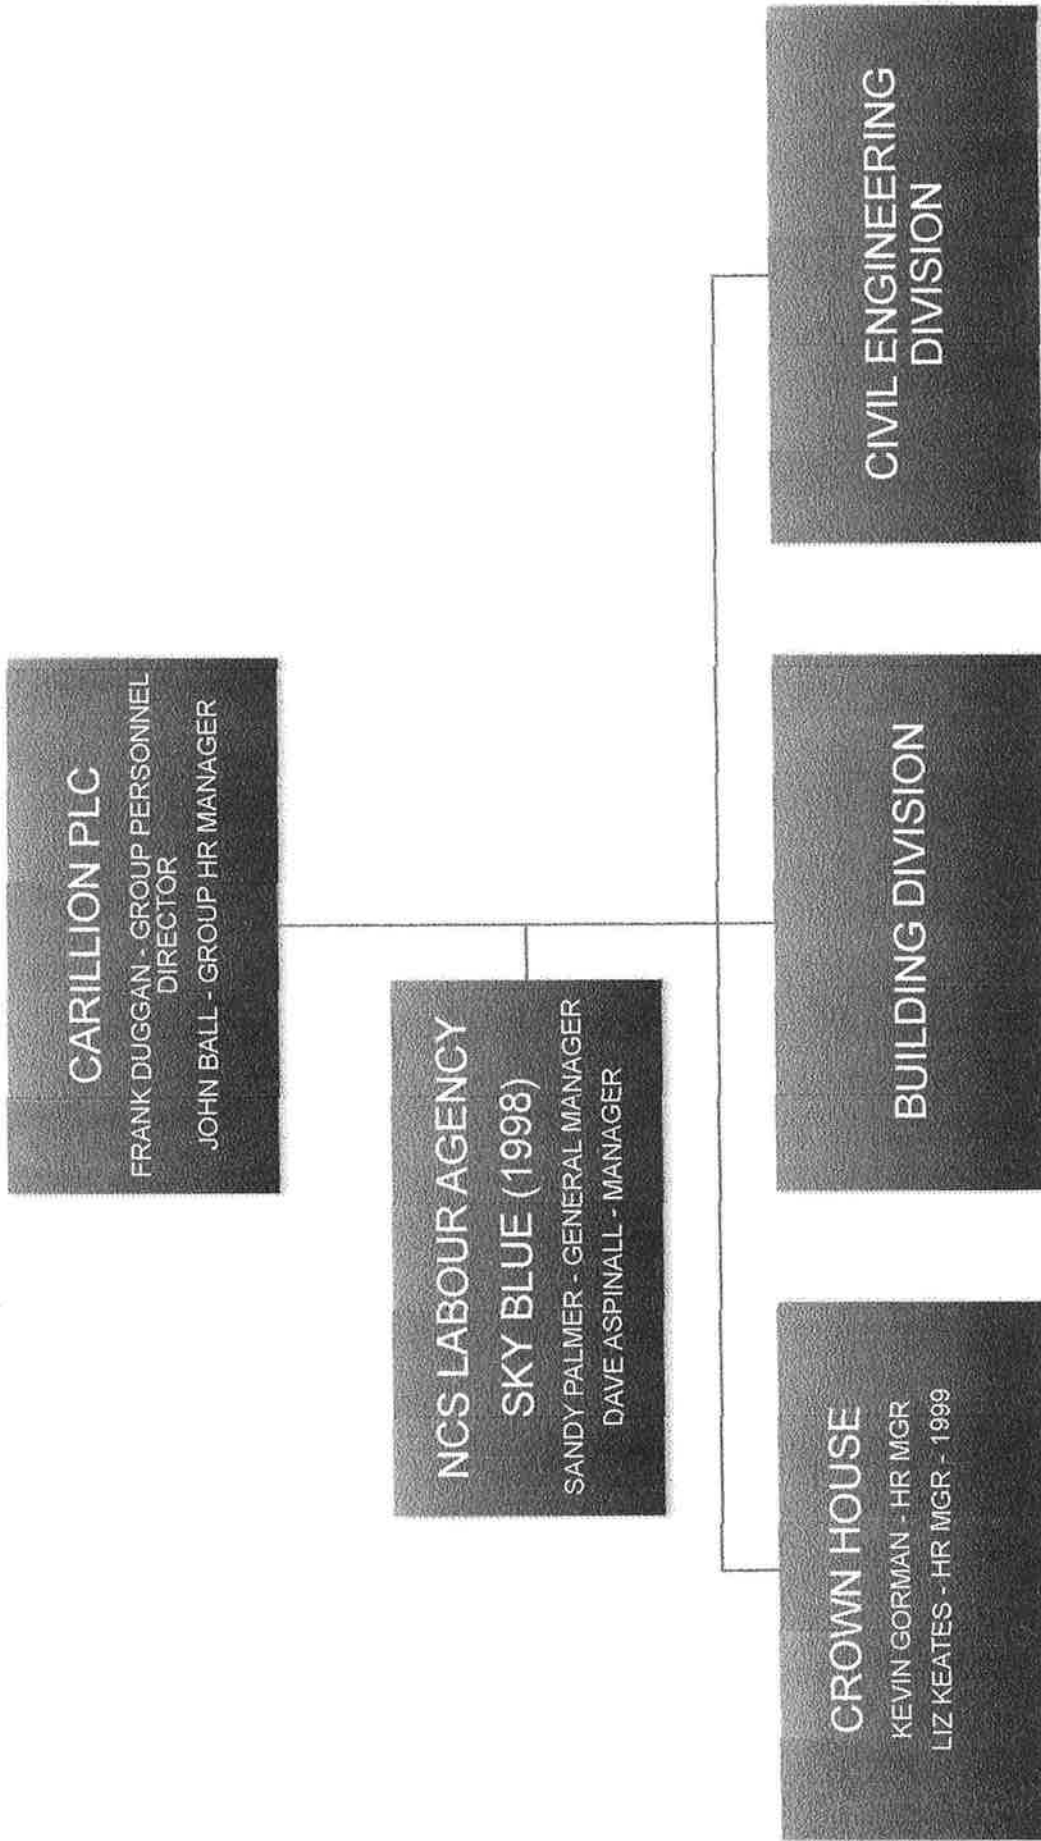 CARILLION PLC
FRANK DUGGAN - GROUP PERSONNEL
DIRECTOR
JOHN BALL - GROUP HR MANAGER
NCS LABOUR AGENCY
SKY BLUE (1998)
SANDY PALMER - GENERAL MANAGER
DAVE ASPINALL - MANAGER
CROWN HOUSE
KEVIN GORMAN - HR MGR
LIZ KEATES - HR MGR - 1999
BUILDING DIVISION
CIVIL ENGINEERING
DIVISION